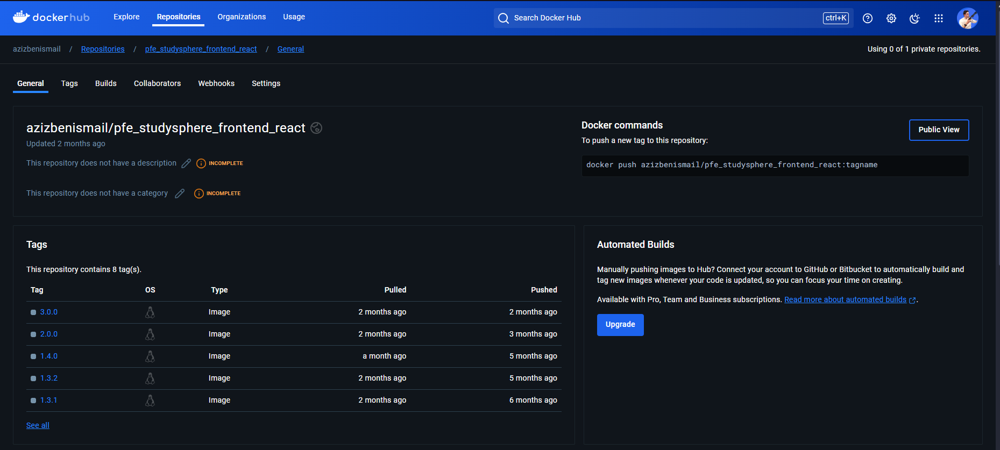 dockerhub Explore Repositories Organizations Usage Search Docker Hub ctrl+K
azizbenismail / Repositories / pfe_studysphere_frontend_react / General Using 0 of 1 private repositories.
General Tags Builds Collaborators Webhooks Settings
azizbenismail/pfe_studysphere_frontend_react
Updated 2 months ago
This repository does not have a description INCOMPLETE
This repository does not have a category INCOMPLETE
Docker commands
Public View
To push a new tag to this repository:
docker push azizbenismail/pfe_studysphere_frontend_react:tagname
Tags
This repository contains 8 tag(s).
Tag OS Type Pulled Pushed
3.0.0 Image 2 months ago 2 months ago
2.0.0 Image 2 months ago 3 months ago
1.4.0 Image a month ago 5 months ago
1.3.2 Image 2 months ago 5 months ago
1.3.1 Image 2 months ago 6 months ago
See all
Automated Builds
Manually pushing images to Hub? Connect your account to GitHub or Bitbucket to automatically build and
tag new images whenever your code is updated, so you can focus your time on creating.
Available with Pro, Team and Business subscriptions. Read more about automated builds.
Upgrade